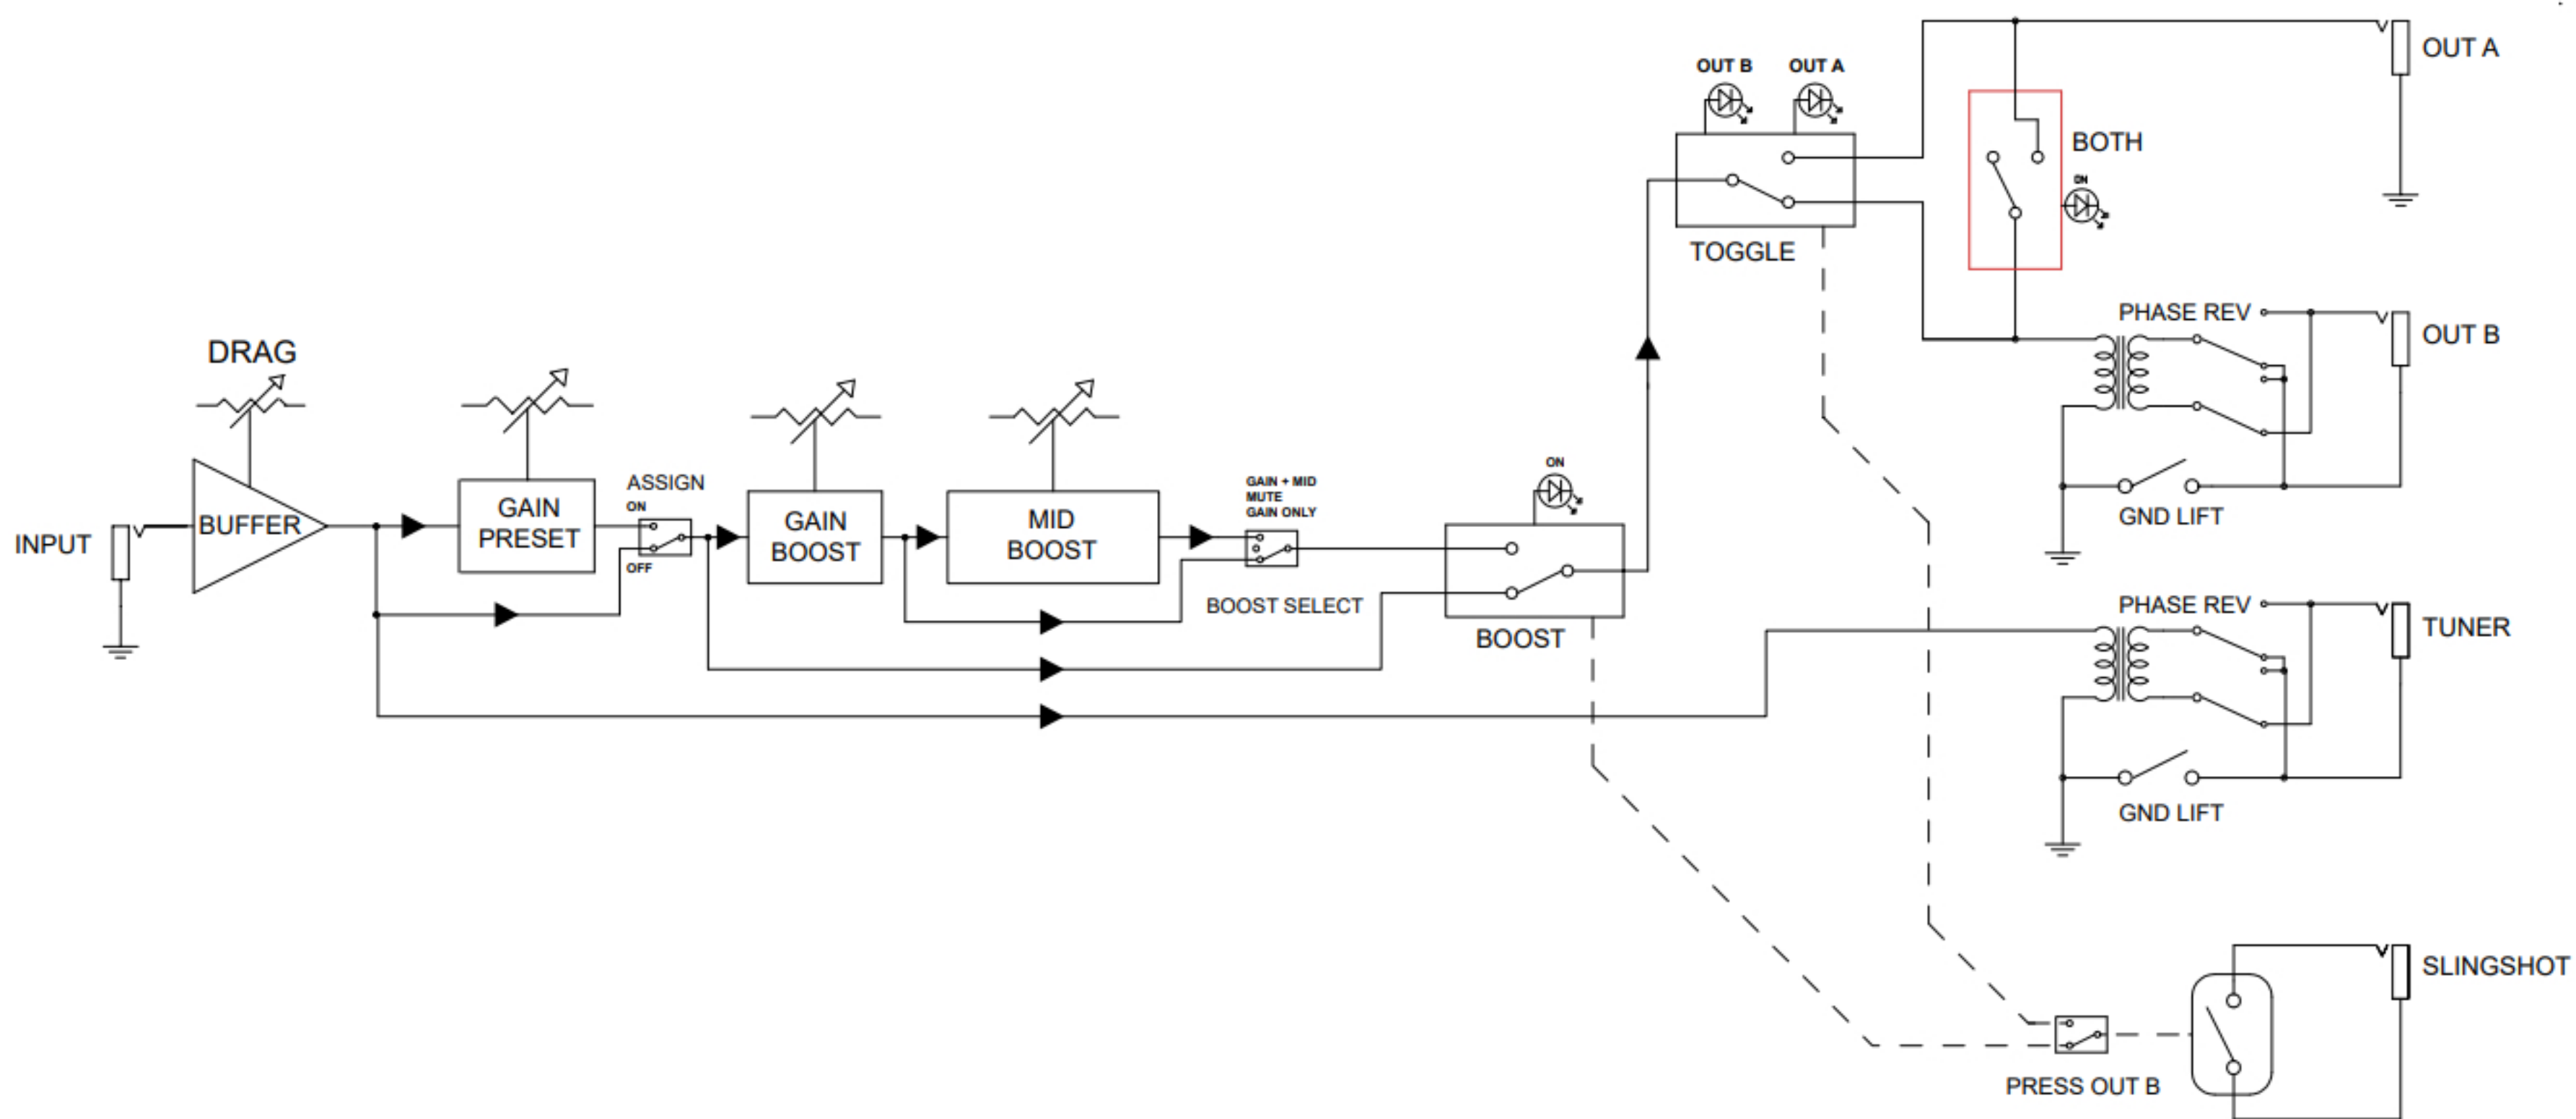 OUT A
OUT B
OUT A
BOTH
ON
TOGGLE
PHASE REV
OUT B
DRAG
GND LIFT
INPUT
BUFFER
GAIN
PRESET
ASSIGN
ON
OFF
GAIN
BOOST
MID
BOOST
GAIN + MID
MUTE
GAIN ONLY
BOOST SELECT
ON
BOOST
PHASE REV
TUNER
GND LIFT
SLINGSHOT
PRESS OUT B